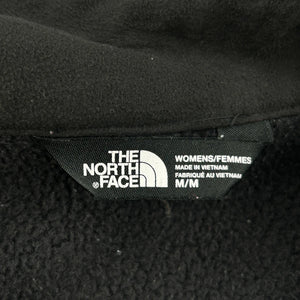 THE
NORTH
FACE
®
WOMENS/FEMMES
MADE IN VIETNAM
FABRIQUÉ AU VIETNAM
M/M